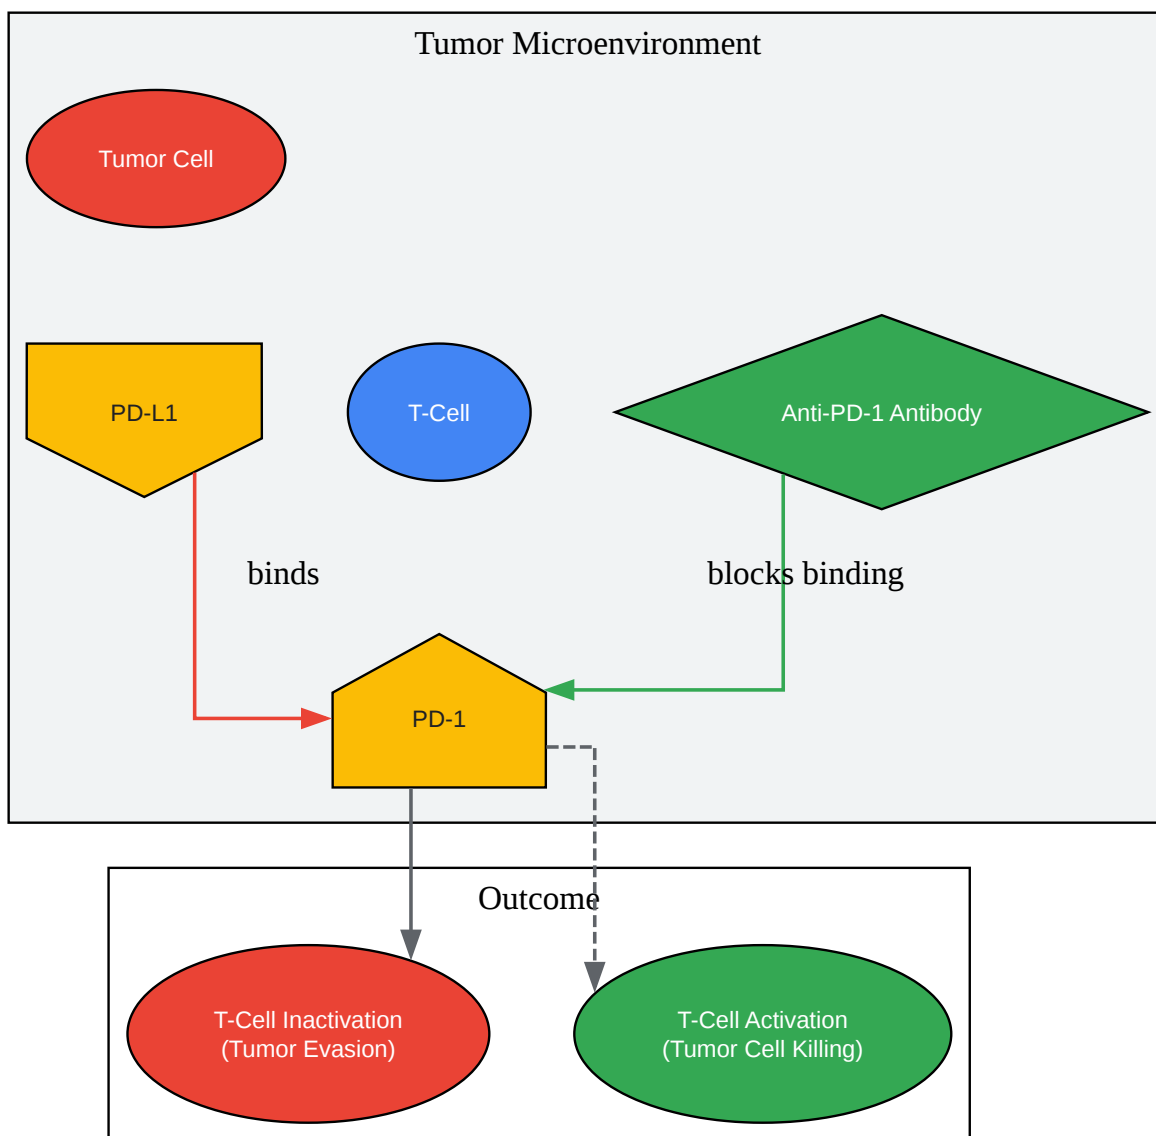 Tumor Microenvironment
Tumor Cell
PD-L1
T-Cell
Anti-PD-1 Antibody
binds
blocks binding
PD-1
Outcome
T-Cell Inactivation
(Tumor Evasion)
T-Cell Activation
(Tumor Cell Killing)